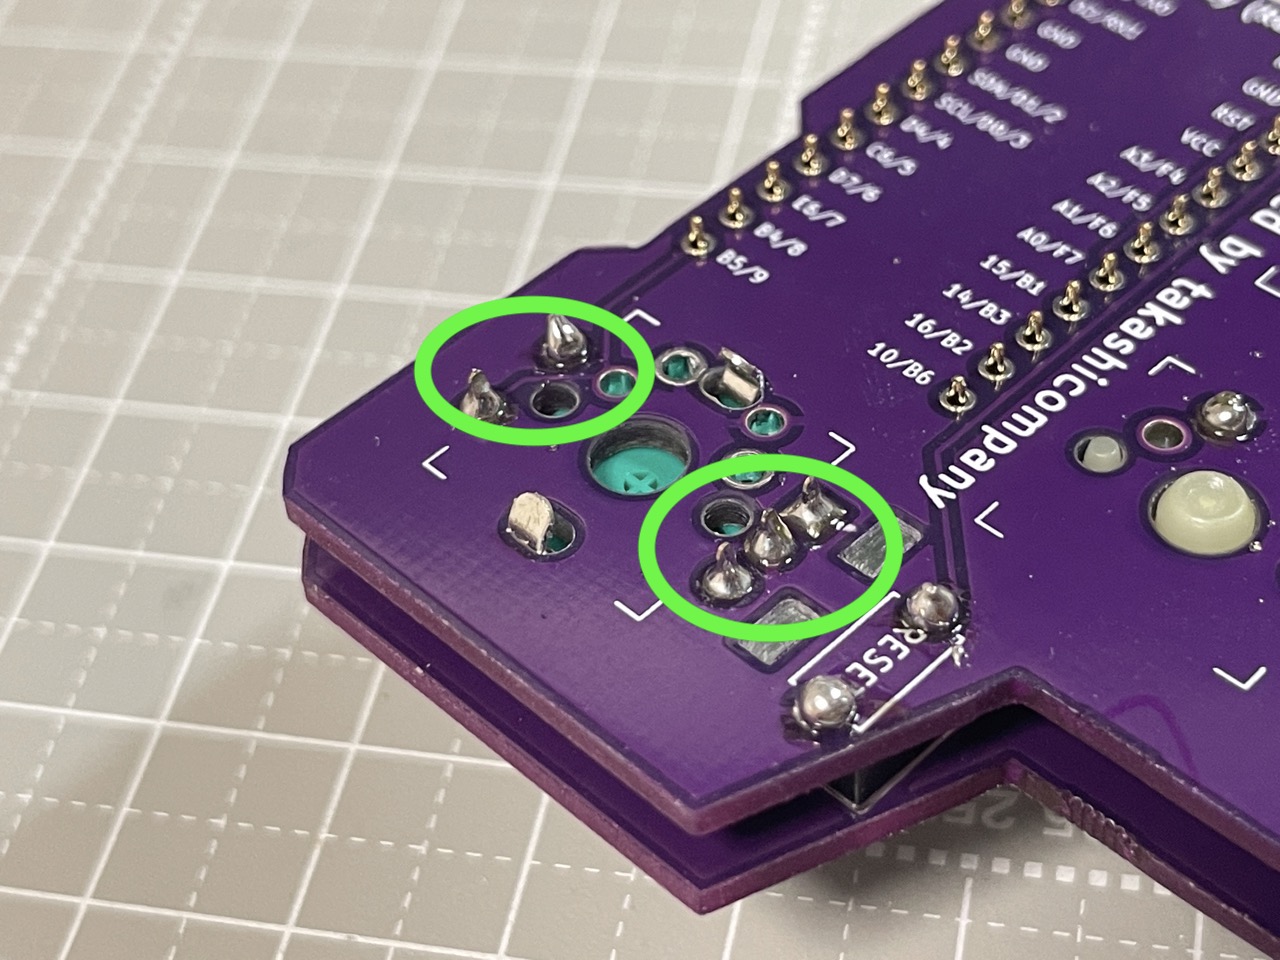 GND
GND
SDA/D1/2
SCL/D0/3
D4/4
C6/5
D7/6
E6/7
B4/8
B5/9
GND
RST
VCC
A3/F4
A2/F5
A1/F6
A0/F7
15/B1
14/B3
16/B2
10/B6
by takashicompany
RESET